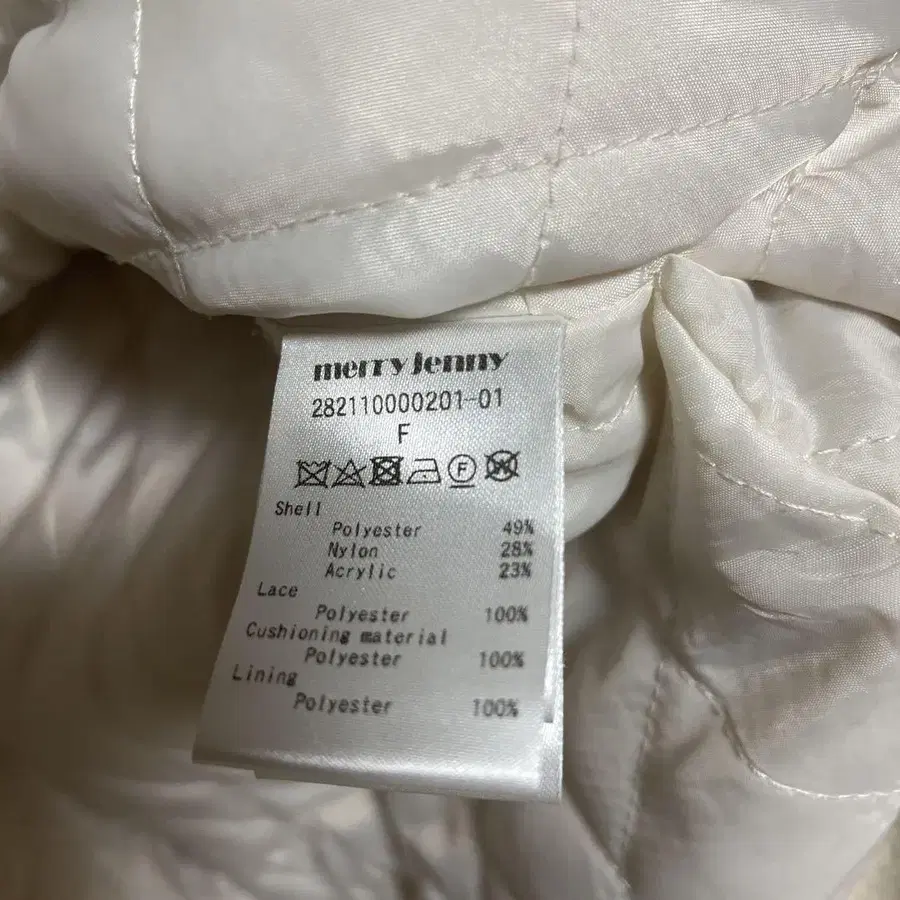 merry jenny
282110000201-01
F
F
Shell
Polyester 49%
Nylon 28%
Acrylic 23%
Lace
Polyester 100%
Cushioning material
Polyester 100%
Lining
Polyester 100%